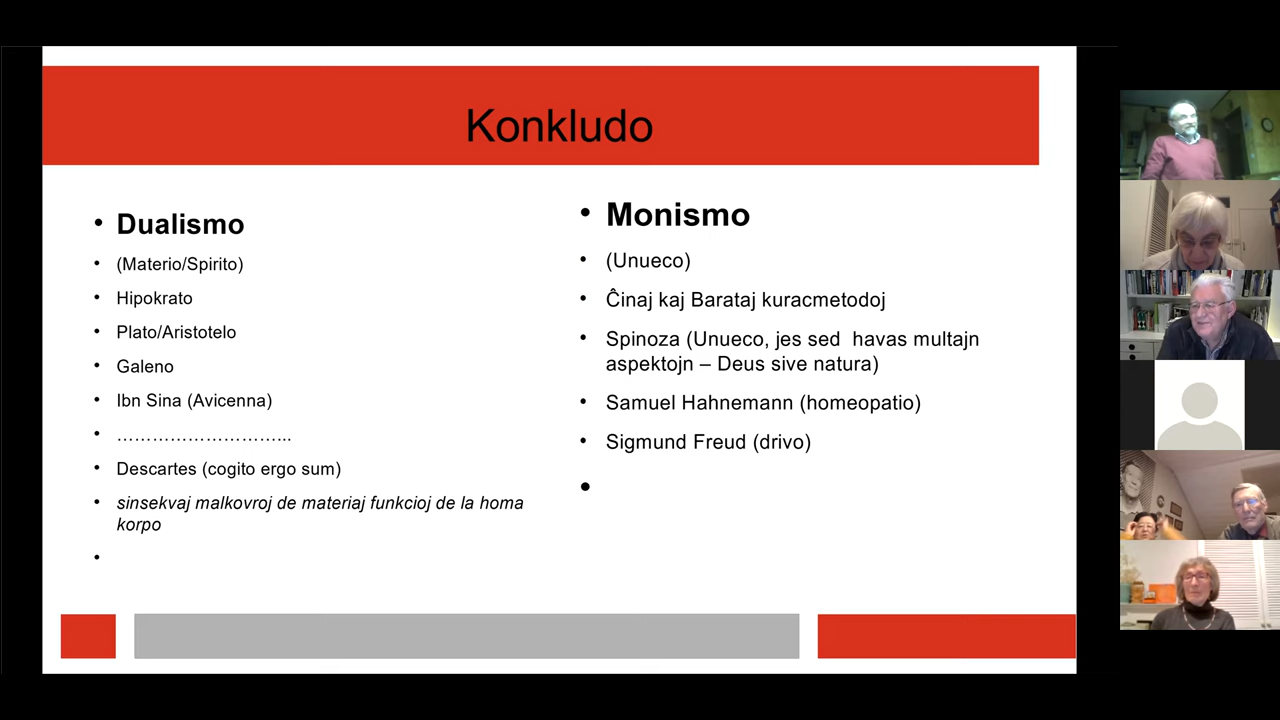 Konkludo
• Dualismo
• (Materio/Spirito)
• Hipokrato
• Plato/Aristotelo
• Galeno
• Ibn Sina (Avicenna)
• ………………………...
• Descartes (cogito ergo sum)
• sinsekvaj malkovroj de materiaj funkcioj de la homa
korpo
•
• Monismo
• (Unueco)
• Ĉinaj kaj Barataj kuracmetodoj
• Spinoza (Unueco, jes sed  havas multajn
aspektojn – Deus sive natura)
• Samuel Hahnemann (homeopatio)
• Sigmund Freud (drivo)
•